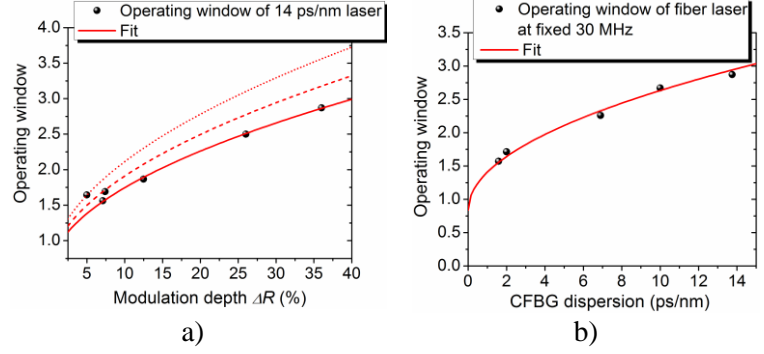 Operating window of 14 ps/nm laser
Fit
Operating window
4.0
3.5
3.0
2.5
2.0
1.5
1.0
5 10 15 20 25 30 35 40
Modulation depth ΔR (%)
a)
Operating window of fiber laser
at fixed 30 MHz
Fit
Operating window
3.5
3.0
2.5
2.0
1.5
1.0
0.5
0.0
0 2 4 6 8 10 12 14
CFBG dispersion (ps/nm)
b)